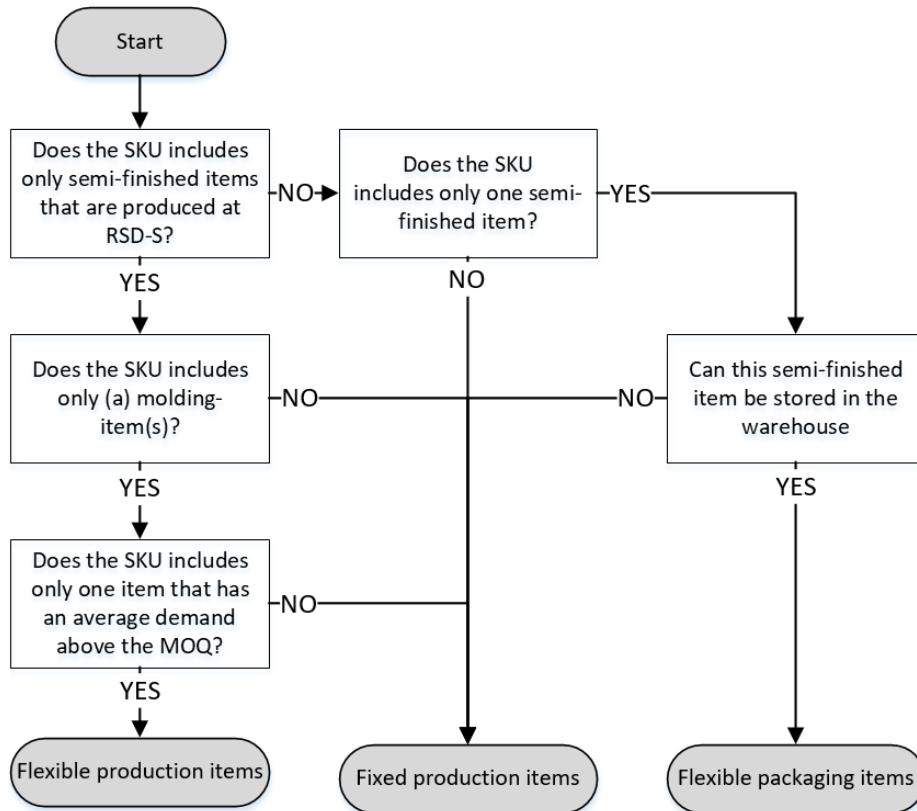 Start
Does the SKU includes
only semi-finished items
that are produced at
RSD-S?
NO
Does the SKU
includes only one semi-
finished item?
YES
YES
NO
Does the SKU includes
only (a) molding-
item(s)?
NO
NO
Can this semi-finished
item be stored in the
warehouse
YES
YES
Does the SKU includes
only one item that has
an average demand
above the MOQ?
NO
YES
Flexible production items
Fixed production items
Flexible packaging items